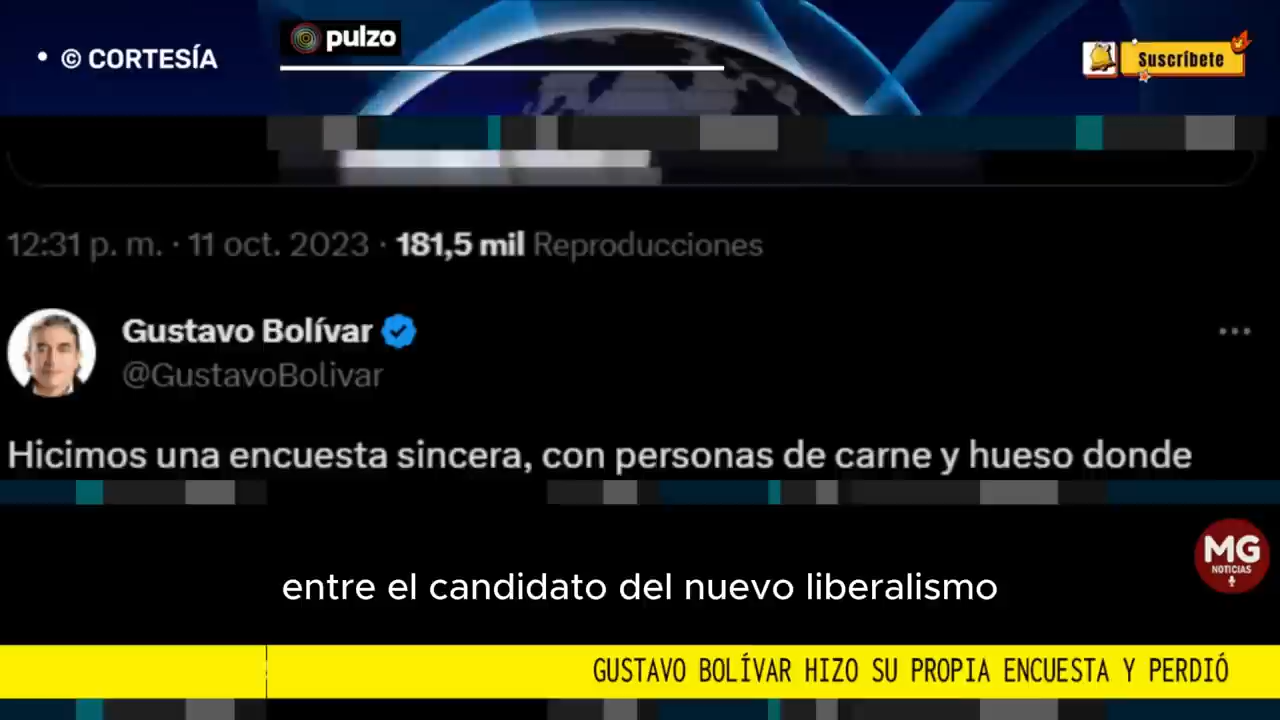 • © CORTESÍA
pulzo
Suscríbete
12:31 p. m. · 11 oct. 2023 · 181,5 mil Reproducciones
Gustavo Bolívar
@GustavoBolivar
Hicimos una encuesta sincera, con personas de carne y hueso donde
MG
NOTICIAS
entre el candidato del nuevo liberalismo
GUSTAVO BOLÍVAR HIZO SU PROPIA ENCUESTA Y PERDIÓ